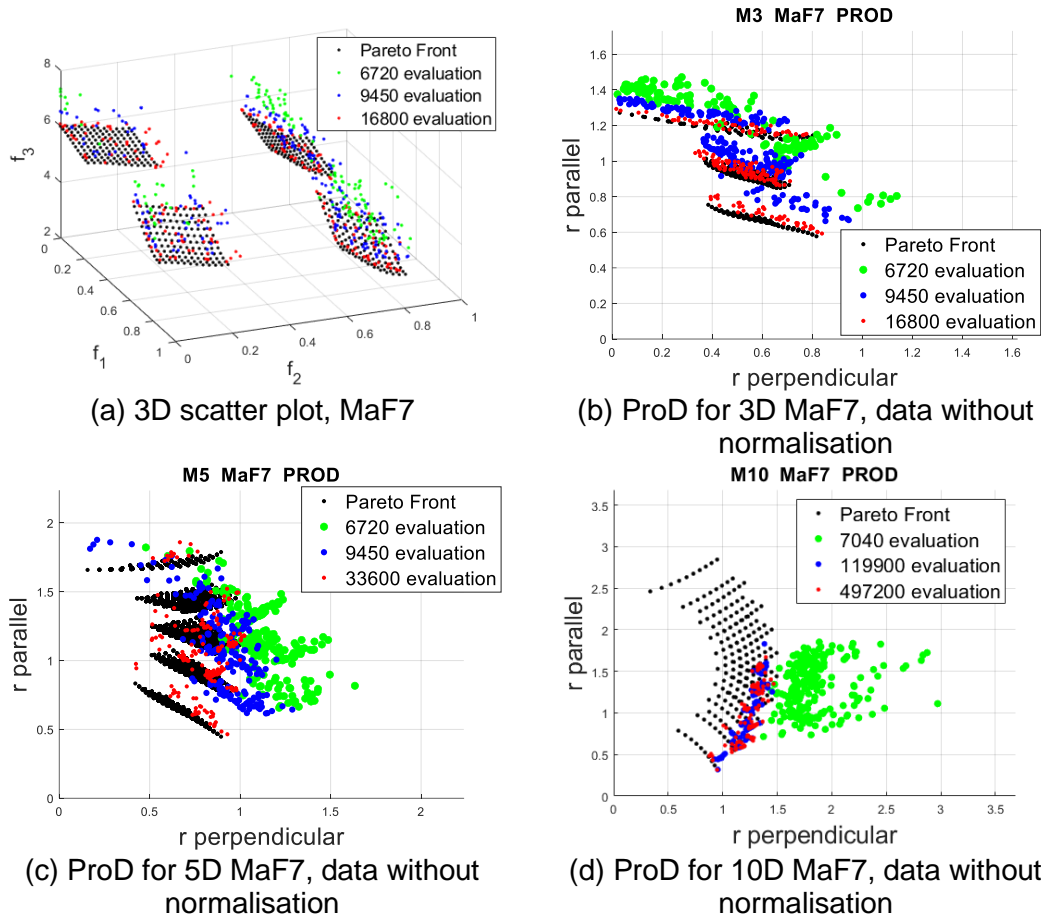 Pareto Front
6720 evaluation
9450 evaluation
16800 evaluation
8
6
4
2
f3
0
0.2
0.4
0.6
0.8
1
f1
0
0.2
0.4
0.6
0.8
1
f2
(a) 3D scatter plot, MaF7
M3 MaF7 PROD
1.6
1.4
1.2
1
0.8
0.6
0.4
0.2
0
r parallel
Pareto Front
6720 evaluation
9450 evaluation
16800 evaluation
0 0.2 0.4 0.6 0.8 1 1.2 1.4 1.6
r perpendicular
(b) ProD for 3D MaF7, data without
normalisation
M5 MaF7 PROD
Pareto Front
6720 evaluation
9450 evaluation
33600 evaluation
2
1.5
1
0.5
0
r parallel
0 0.5 1 1.5 2
r perpendicular
(c) ProD for 5D MaF7, data without
normalisation
M10 MaF7 PROD
Pareto Front
7040 evaluation
119900 evaluation
497200 evaluation
3.5
3
2.5
2
1.5
1
0.5
0
r parallel
0 0.5 1 1.5 2 2.5 3 3.5
r perpendicular
(d) ProD for 10D MaF7, data without
normalisation